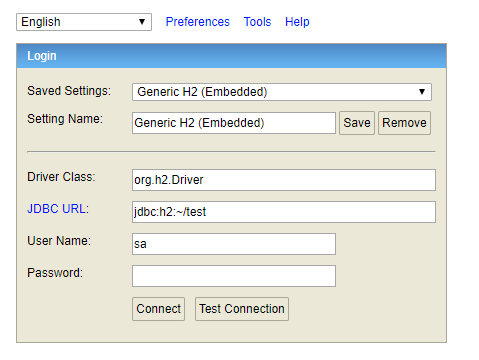 English Preferences Tools Help
Login
Saved Settings: Generic H2 (Embedded)
Setting Name: Generic H2 (Embedded) Save Remove
Driver Class: org.h2.Driver
JDBC URL: jdbc:h2:~/test
User Name: sa
Password:
Connect Test Connection